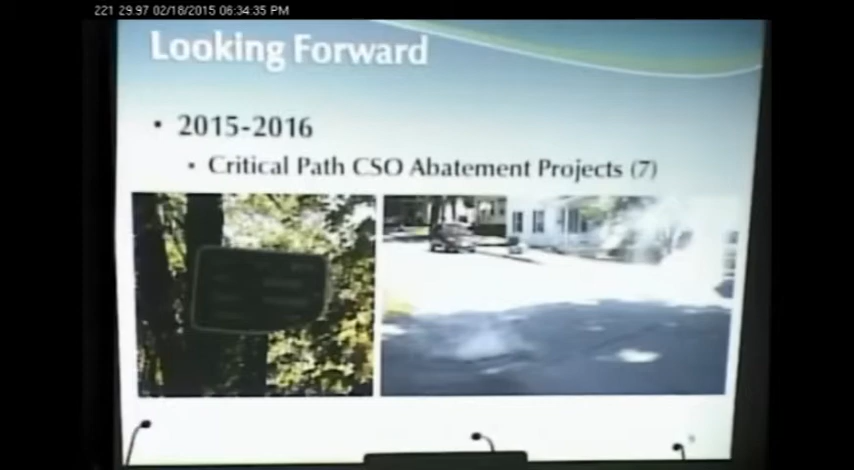 221 29.97 02/18/2015 06:34:35 PM
Looking Forward
• 2015-2016
• Critical Path CSO Abatement Projects (7)